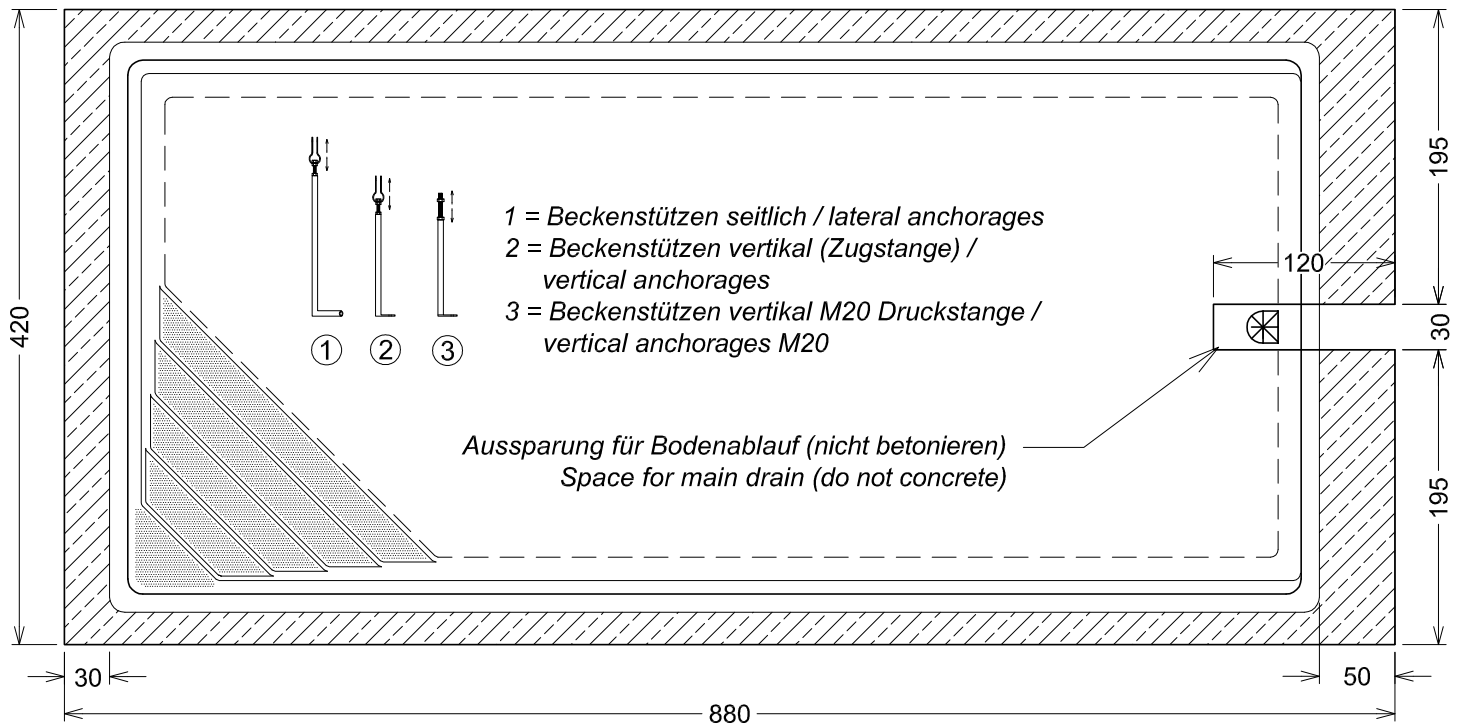 1 = Beckenstützen seitlich / lateral anchorages
2 = Beckenstützen vertikal (Zugstange) /
vertical anchorages
3 = Beckenstützen vertikal M20 Druckstange /
vertical anchorages M20
1
2
3
Aussparung für Bodenablauf (nicht betonieren)
Space for main drain (do not concrete)
420
195
120
30
195
30
50
880